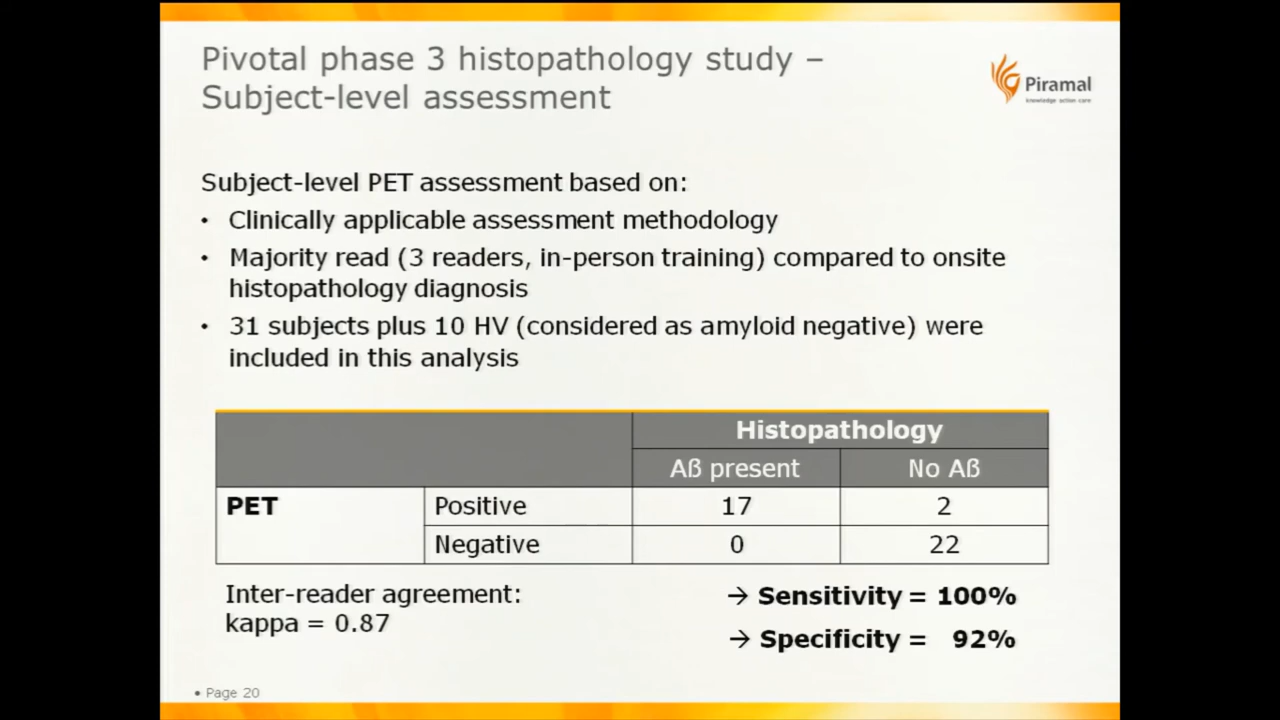 Pivotal phase 3 histopathology study –
Subject-level assessment
Piramal
knowledge action care
Subject-level PET assessment based on:
• Clinically applicable assessment methodology
• Majority read (3 readers, in-person training) compared to onsite
histopathology diagnosis
• 31 subjects plus 10 HV (considered as amyloid negative) were
included in this analysis
Histopathology
Aß present No Aß
PET Positive 17 2
Negative 0 22
Inter-reader agreement:
kappa = 0.87
→ Sensitivity = 100%
→ Specificity = 92%
• Page 20